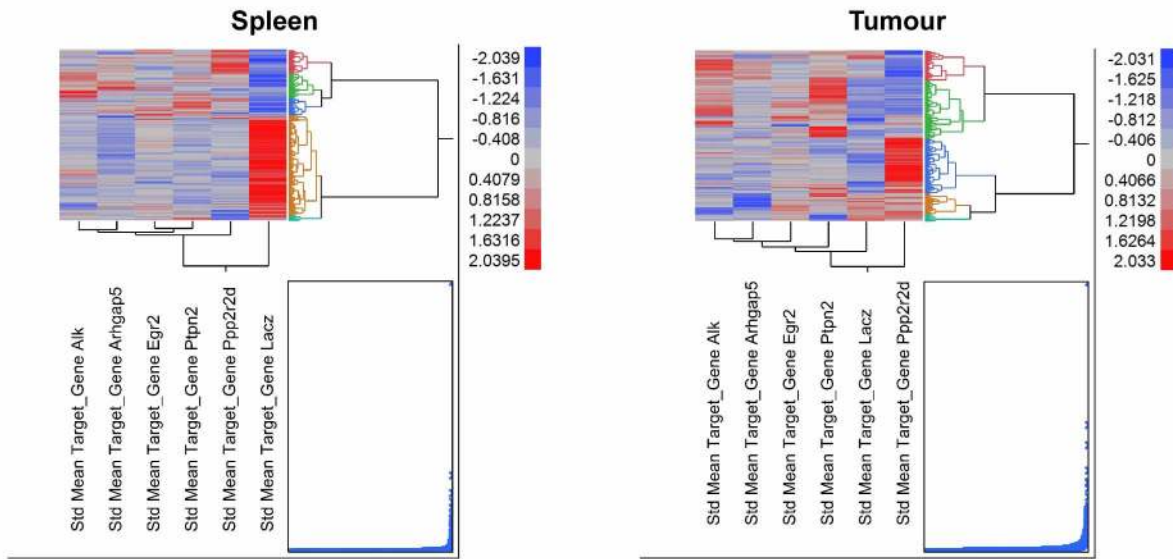 Spleen
-2.039
-1.631
-1.224
-0.816
-0.408
0
0.4079
0.8158
1.2237
1.6316
2.0395
Std Mean Target_Gene Alk
Std Mean Target_Gene Arhgap5
Std Mean Target_Gene Egr2
Std Mean Target_Gene Ptpn2
Std Mean Target_Gene Ppp2r2d
Std Mean Target_Gene Lacz
Tumour
-2.031
-1.625
-1.218
-0.812
-0.406
0
0.4066
0.8132
1.2198
1.6264
2.033
Std Mean Target_Gene Alk
Std Mean Target_Gene Arhgap5
Std Mean Target_Gene Egr2
Std Mean Target_Gene Ptpn2
Std Mean Target_Gene Lacz
Std Mean Target_Gene Ppp2r2d